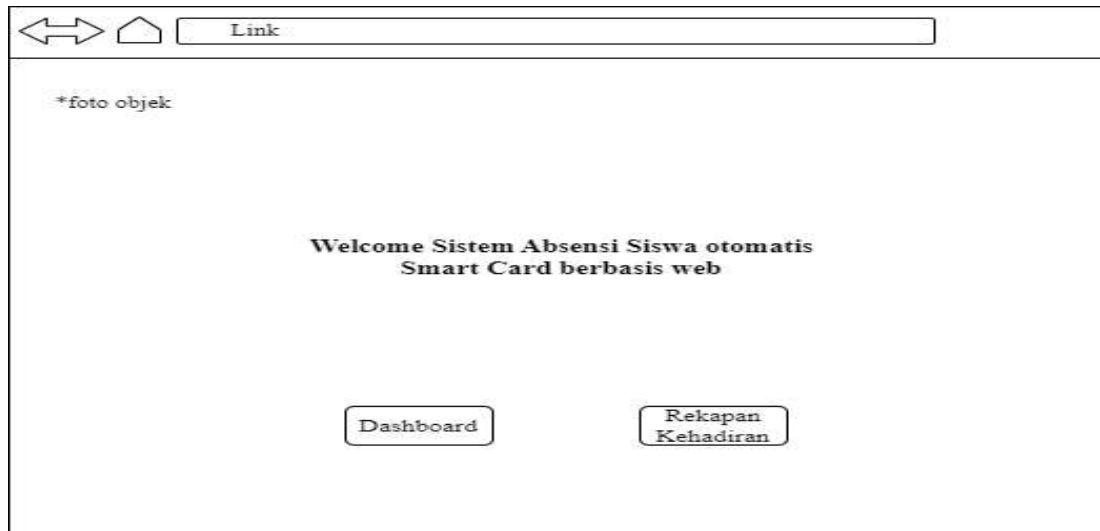 Link
*foto objek
Welcome Sistem Absensi Siswa otomatis
Smart Card berbasis web
Dashboard
Rekapan
Kehadiran